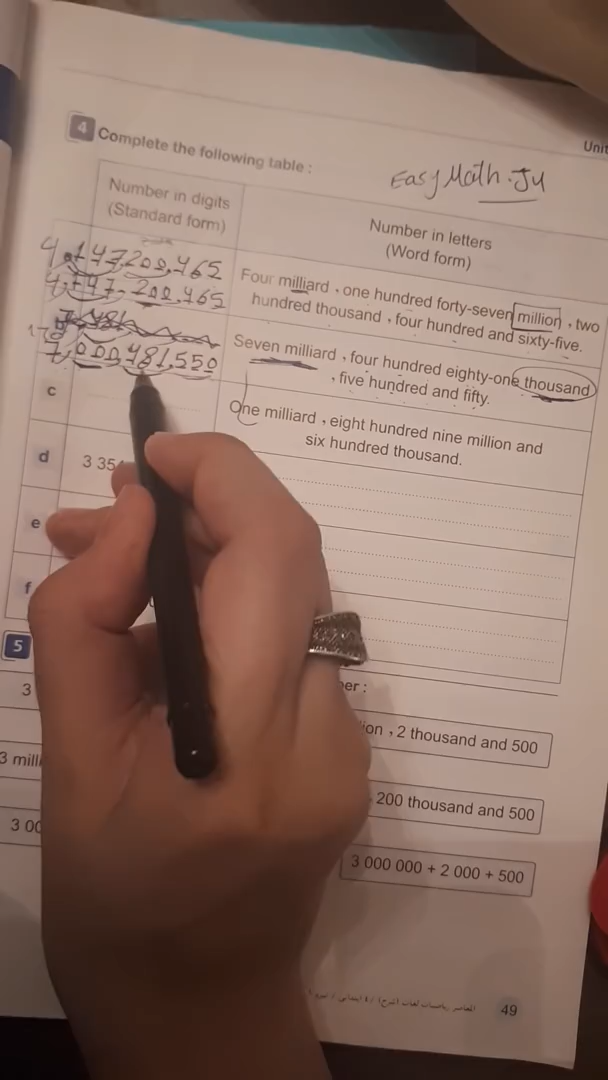 Unit
4 Complete the following table :
Easy Math . JU
Number in digits
(Standard form)
Number in letters
(Word form)
4,147,200,465
4,147,200,465
Four milliard , one hundred forty-seven million , two
hundred thousand , four hundred and sixty-five.
7,000,481,550
Seven milliard , four hundred eighty-one thousand
, five hundred and fifty.
c
One milliard , eight hundred nine million and
six hundred thousand.
d
3 354
e
f
5
er :
3
ion , 2 thousand and 500
3 mill
200 thousand and 500
3 00
3 000 000 + 2 000 + 500
49